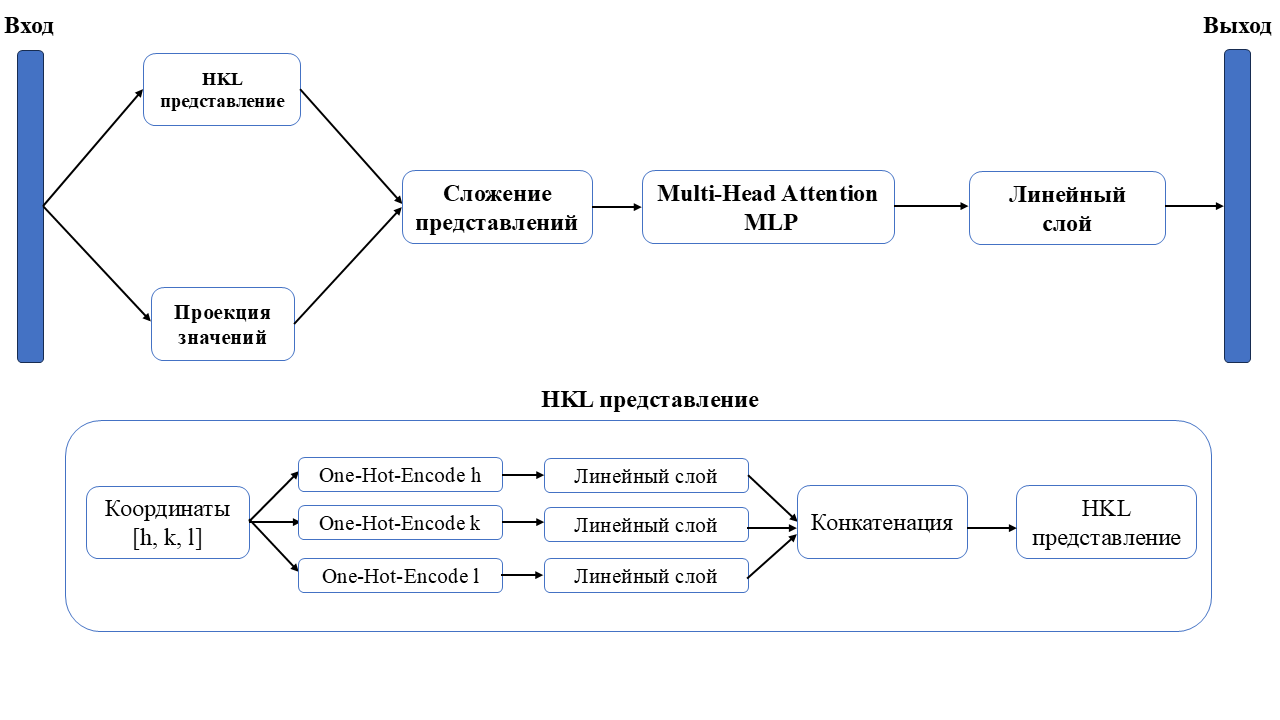 Вход
Выход
HKL
представление
Сложение
представлений
Multi-Head Attention
MLP
Линейный
слой
Проекция
значений
HKL представление
Координаты
[h, k, l]
One-Hot-Encode h
Линейный слой
One-Hot-Encode k
Линейный слой
One-Hot-Encode l
Линейный слой
Конкатенация
HKL
представление